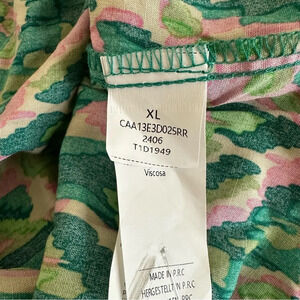 XL
CAA13E3D025RR
2406
T1D1949
Viscosa
MADE IN P.R.C
HERGESTELLT IN P.R.C